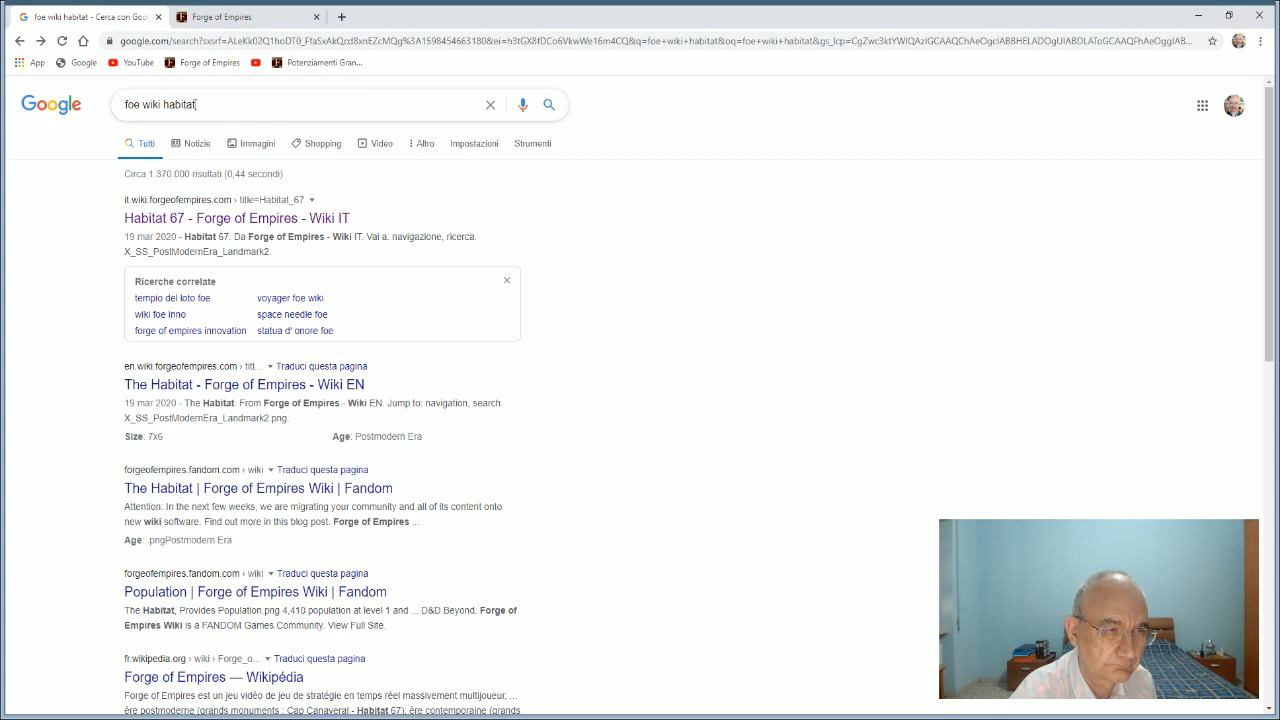 foe wiki habitat - Cerca con Goo
Forge of Empires
google.com/search?sxsrf=ALeKk02Q1hoDT0_FfaSxAkQcd8xnEZcMQg%3A1598454663180&ei=h3tGX8fDCo6VkwWe16m4CQ&q=foe+wiki+habitat&oq=foe+wiki+habitat&gs_lcp=CgZwc3ktYWIQAzIGCAAQChAeOgcIABBHELADOgUIABDLAToGCAAQFhAeOggIAB...
App
Google
YouTube
Forge of Empires
Potenziamenti Gran...
Google
foe wiki habitat
Tutti
Notizie
Immagini
Shopping
Video
Altro
Impostazioni
Strumenti
Circa 1.370.000 risultati (0,44 secondi)
it.wiki.forgeofempires.com › title=Habitat_67
Habitat 67 - Forge of Empires - Wiki IT
19 mar 2020 - Habitat 67. Da Forge of Empires - Wiki IT. Vai a: navigazione, ricerca.
X_SS_PostModernEra_Landmark2.
Ricerche correlate
tempio del loto foe
voyager foe wiki
wiki foe inno
space needle foe
forge of empires innovation
statua d' onore foe
en.wiki.forgeofempires.com › titl... Traduci questa pagina
The Habitat - Forge of Empires - Wiki EN
19 mar 2020 - The Habitat. From Forge of Empires - Wiki EN. Jump to: navigation, search.
X_SS_PostModernEra_Landmark2.png.
Size: 7x6
Age: Postmodern Era
forgeofempires.fandom.com › wiki Traduci questa pagina
The Habitat | Forge of Empires Wiki | Fandom
Attention: In the next few weeks, we are migrating your community and all of its content onto
new wiki software. Find out more in this blog post. Forge of Empires ...
Age: .pngPostmodern Era
forgeofempires.fandom.com › wiki Traduci questa pagina
Population | Forge of Empires Wiki | Fandom
The Habitat, Provides Population.png 4,410 population at level 1 and ... D&D Beyond. Forge of
Empires Wiki is a FANDOM Games Community. View Full Site.
fr.wikipedia.org › wiki › Forge_o... Traduci questa pagina
Forge of Empires — Wikipédia
Forge of Empires est un jeu vidéo de jeu de stratégie en temps réel massivement multijoueur, ...
ère postmoderne (grands monuments : Cap Canaveral - Habitat 67); ère contemporaine (grands